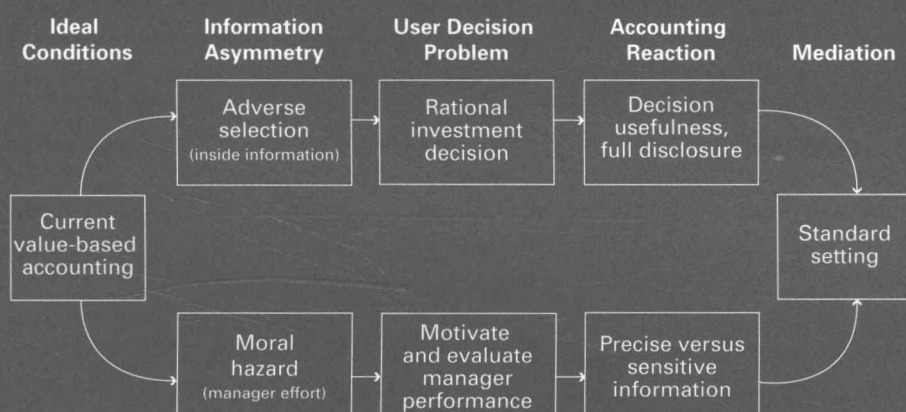 Ideal
Conditions
Information
Asymmetry
User Decision
Problem
Accounting
Reaction
Mediation
Adverse
selection
(inside information)
Rational
investment
decision
Decision
usefulness,
full disclosure
Current
value-based
accounting
Standard
setting
Moral
hazard
(manager effort)
Motivate
and evaluate
manager
performance
Precise versus
sensitive
information